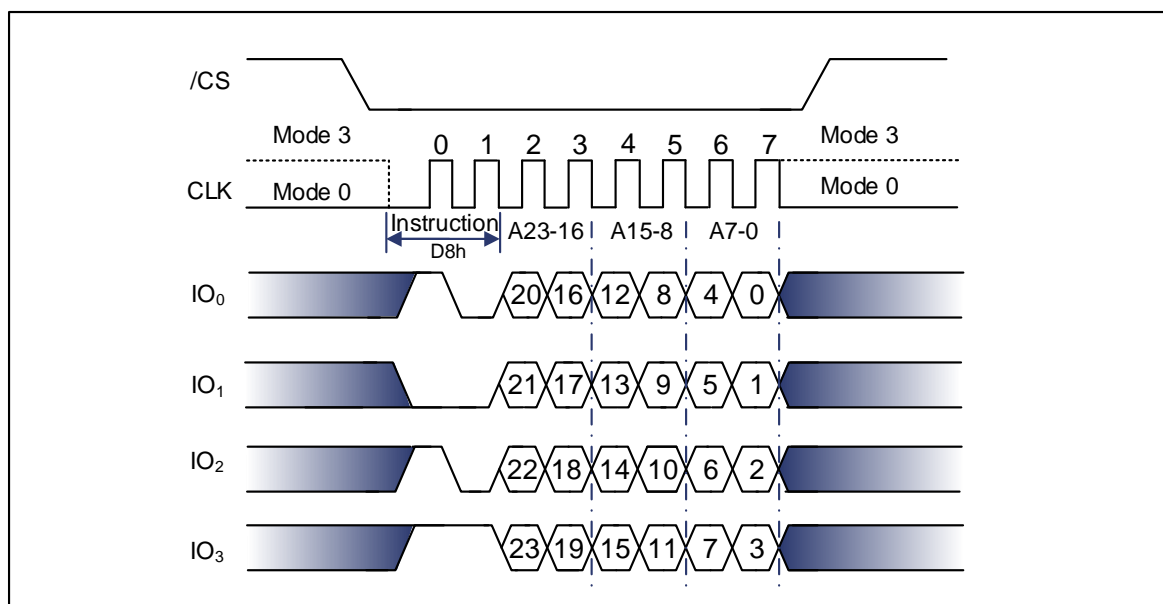 /CS
Mode 3 Mode 3
0 1 2 3 4 5 6 7
CLK Mode 0 Mode 0
Instruction A23-16 A15-8 A7-0
D8h
IO0 20 16 12 8 4 0
IO1 21 17 13 9 5 1
IO2 22 18 14 10 6 2
IO3 23 19 15 11 7 3